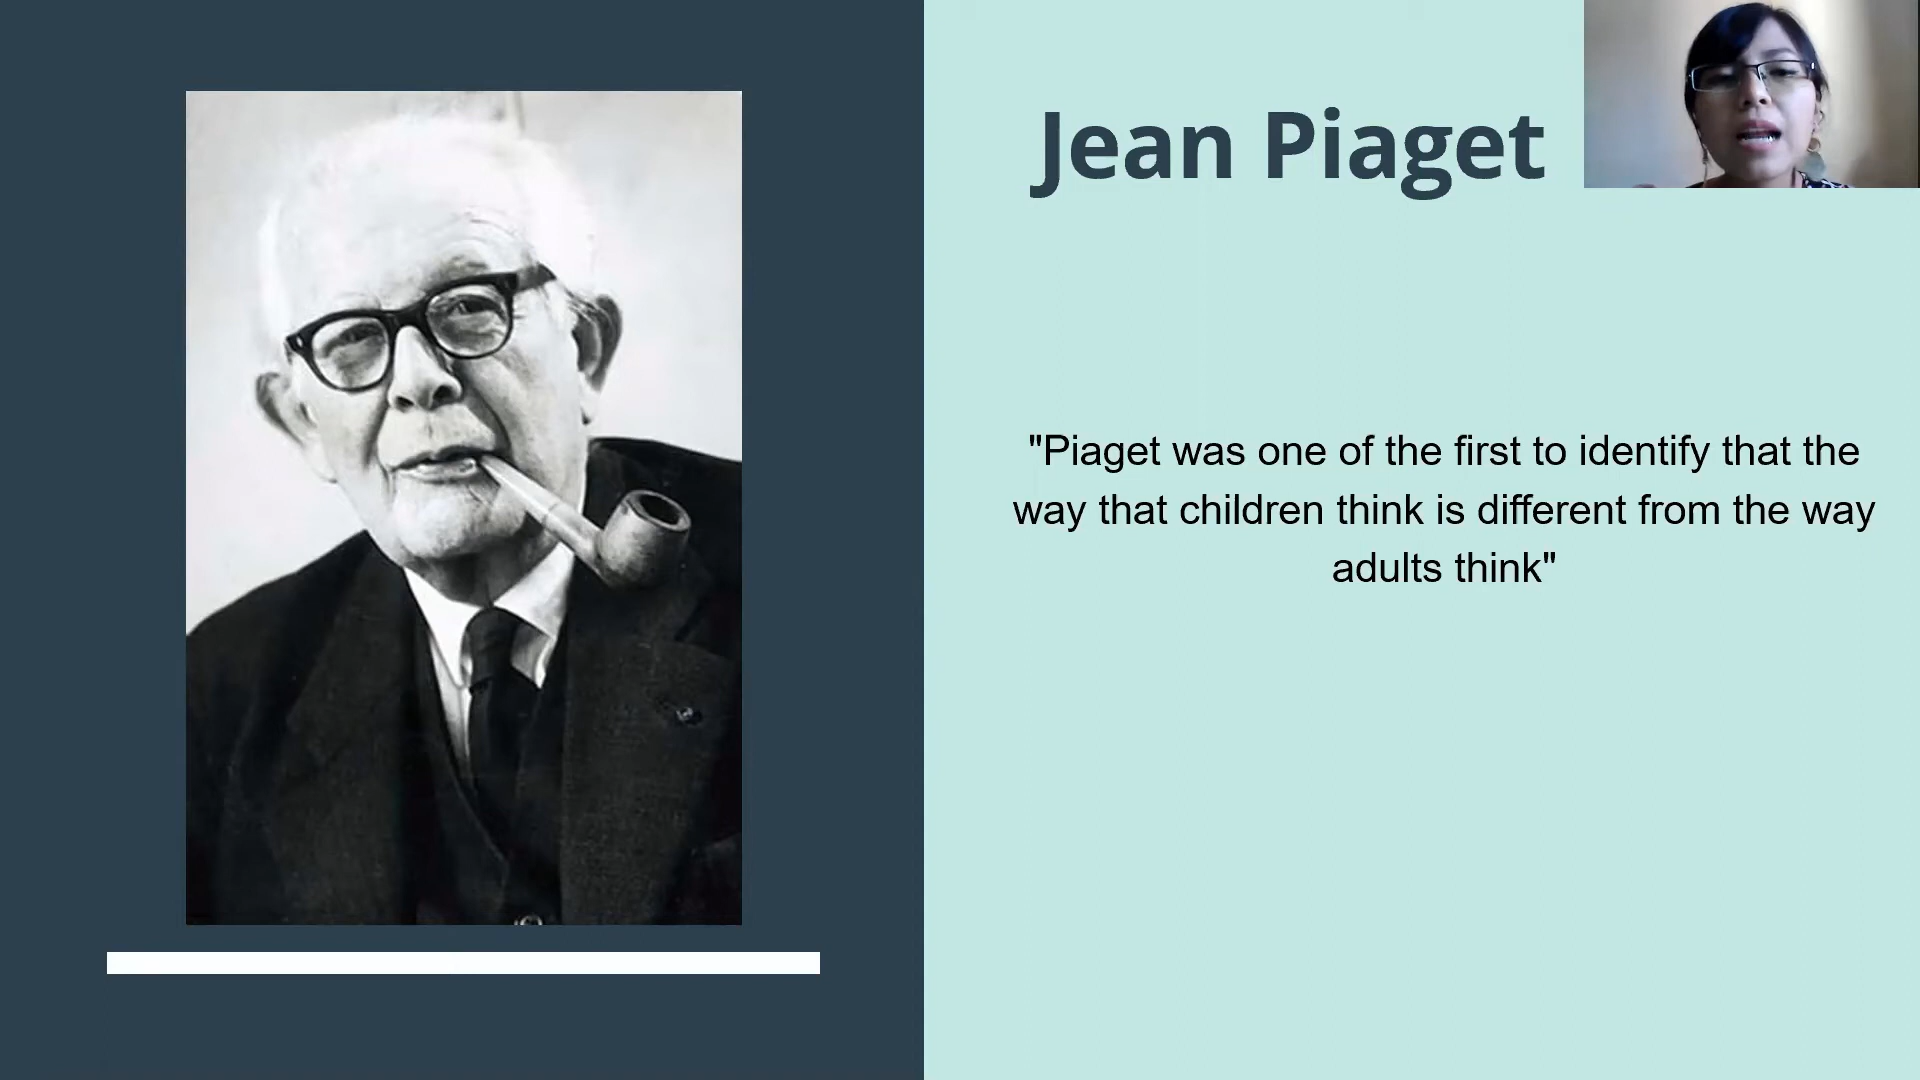 Jean Piaget
"Piaget was one of the first to identify that the
way that children think is different from the way
adults think"